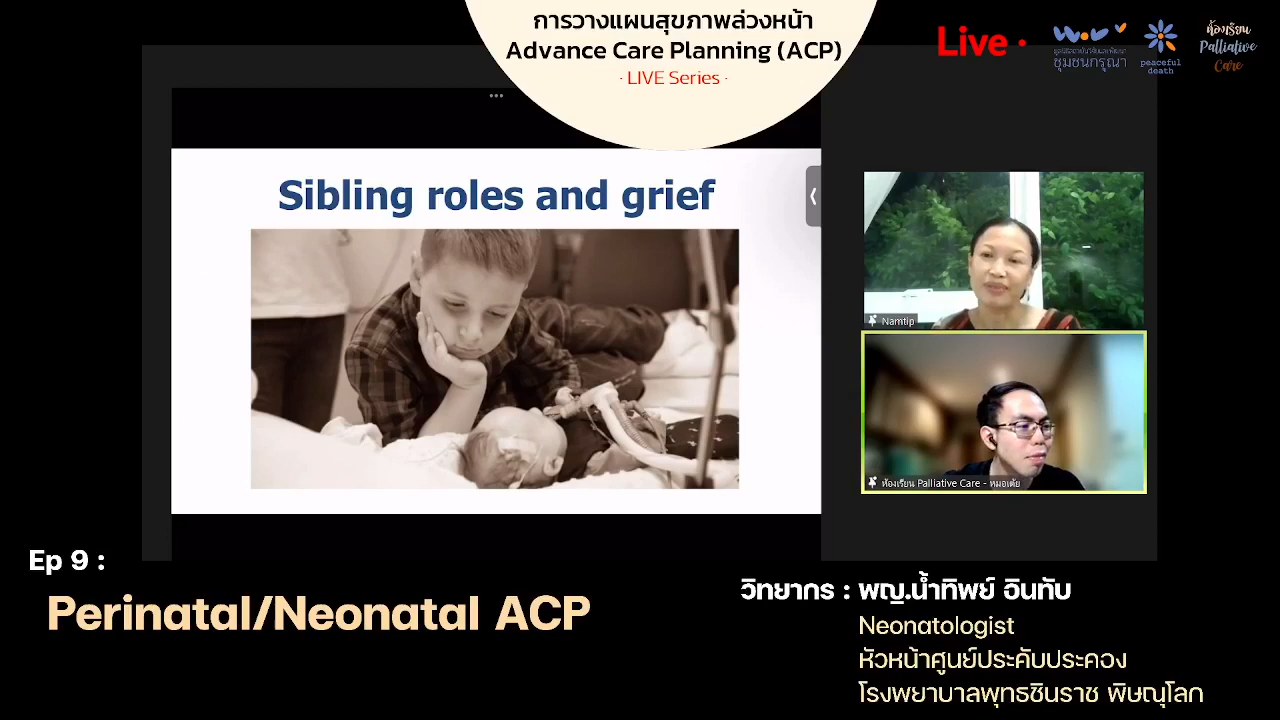 การวางแผนสุขภาพล่วงหน้า
Advance Care Planning (ACP)
· LIVE Series ·
Live ·
ชุมชนกรุณา
peaceful
death
ห้องเรียน
Palliative
Care
Sibling roles and grief
Namtip
ห้องเรียน Palliative Care - หมอเต้ย
Ep 9 :
Perinatal/Neonatal ACP
วิทยากร : พญ.น้ำทิพย์ อินทับ
Neonatologist
หัวหน้าศูนย์ประคับประคอง
โรงพยาบาลพุทธชินราช พิษณุโลก